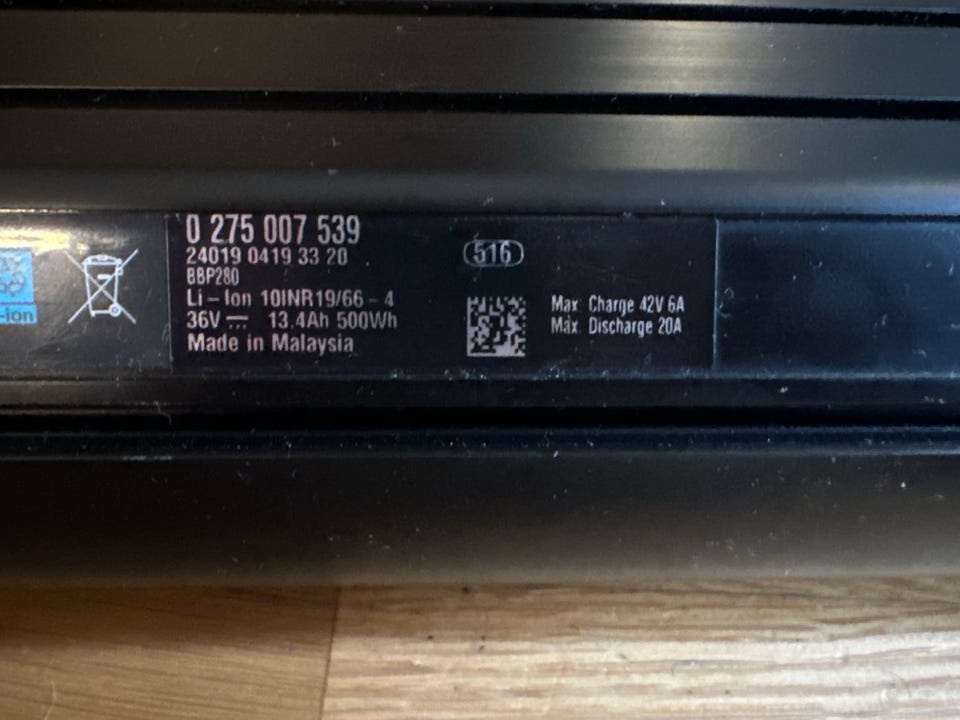 -ion
0 275 007 539
24019 0419 33 20
BBP280
Li – Ion 10INR19/66 – 4
36V 13.4Ah 500Wh
Made in Malaysia
516
Max. Charge 42V 6A
Max. Discharge 20A